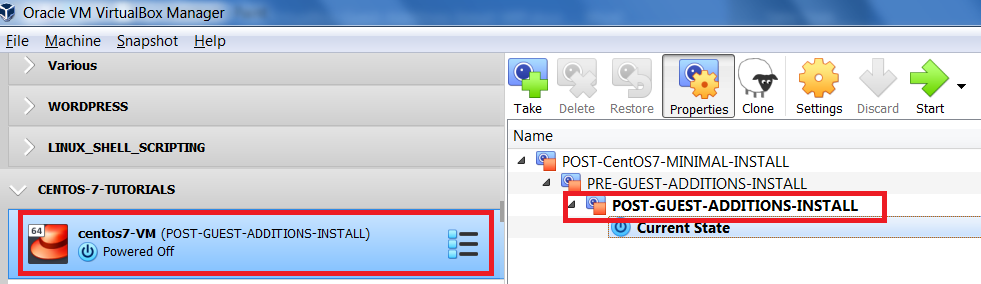 Oracle VM VirtualBox Manager
File Machine Snapshot Help
Various
WORDPRESS
LINUX_SHELL_SCRIPTING
CENTOS-7-TUTORIALS
64
centos7-VM (POST-GUEST-ADDITIONS-INSTALL)
Powered Off
Take Delete Restore Properties Clone Settings Discard Start
Name
POST-CentOS7-MINIMAL-INSTALL
PRE-GUEST-ADDITIONS-INSTALL
POST-GUEST-ADDITIONS-INSTALL
Current State